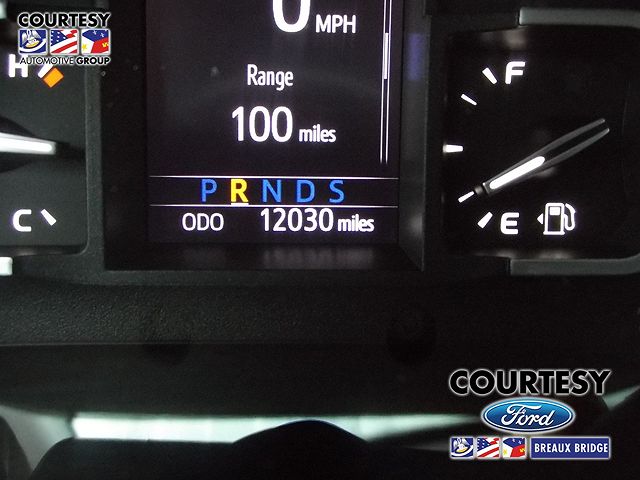 COURTESY
AUTOMOTIVE GROUP
0 MPH
H
F
Range
100 miles
P R N D S
C
ODO 12030 miles
E
COURTESY
Ford
BREAUX BRIDGE